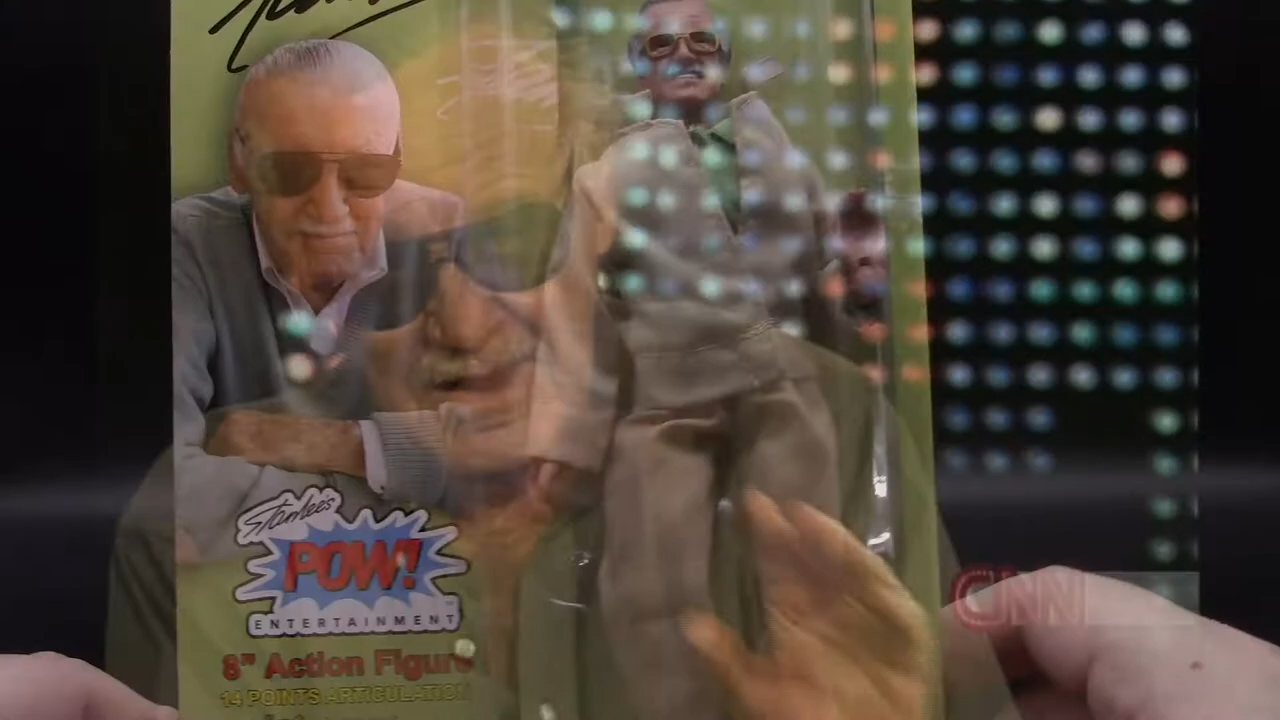 Stan Lee's
POW!
ENTERTAINMENT
8" Action Figure
14 POINTS ARTICULATION
CNN